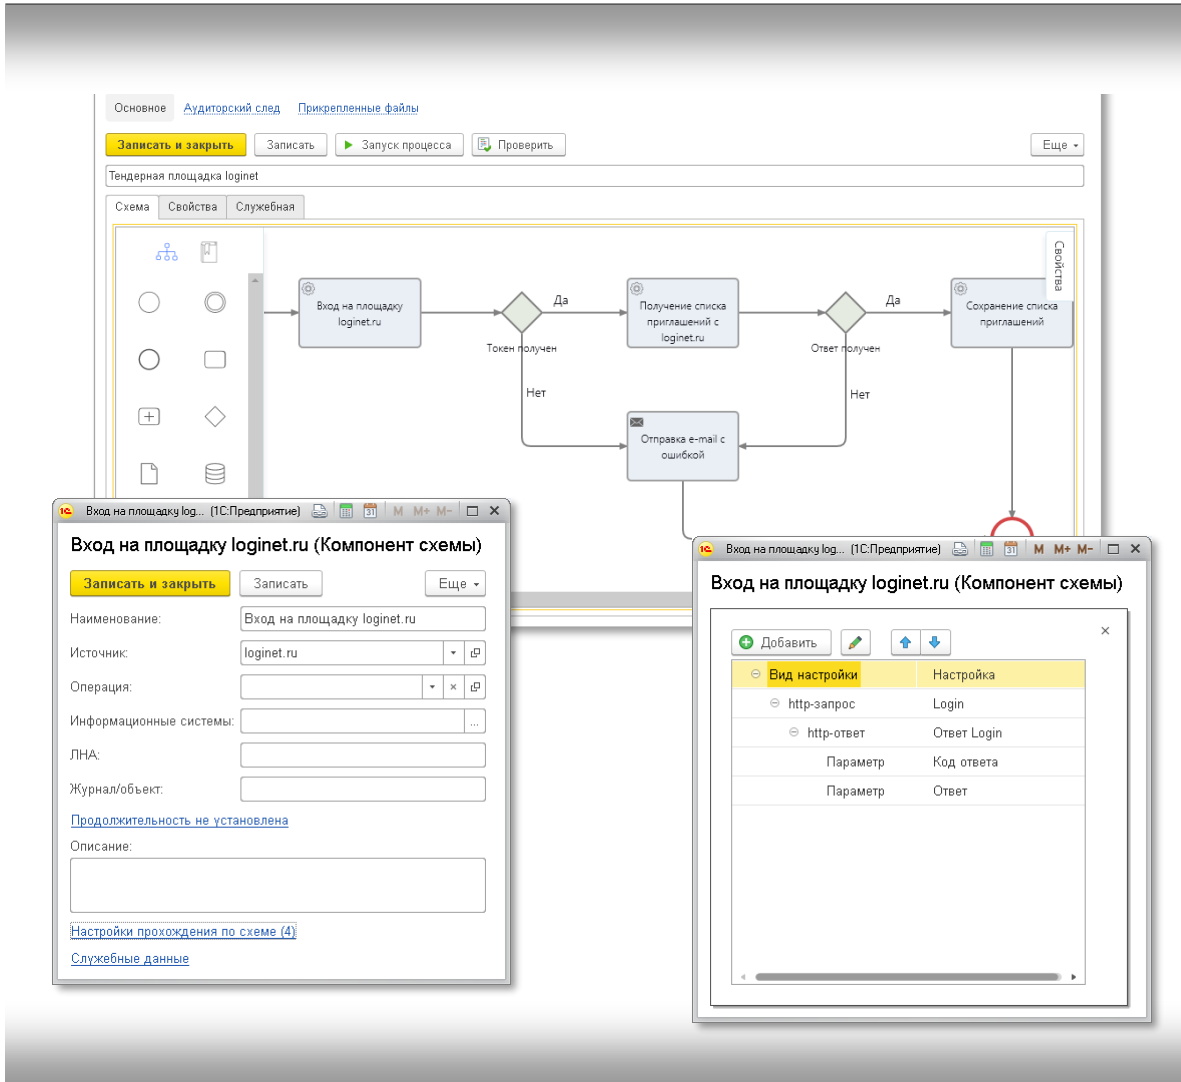 Основное Аудиторский след Прикрепленные файлы
Записать и закрыть Записать Запуск процесса Проверить Еще
Тендерная площадка loginet
Схема Свойства Служебная
Свойства
Вход на площадку
loginet.ru
Токен получен
Да
Нет
Получение списка
приглашений с
loginet.ru
Ответ получен
Да
Нет
Сохранение списка
приглашений
Отправка e-mail с
ошибкой
Вход на площадку log... (1С:Предприятие) 31 M M+ M-
Вход на площадку loginet.ru (Компонент схемы)
Записать и закрыть Записать Еще
Наименование: Вход на площадку loginet.ru
Источник: loginet.ru
Операция:
Информационные системы: ...
ЛНА:
Журнал/объект:
Продолжительность не установлена
Описание:
Настройки прохождения по схеме (4)
Служебные данные
Вход на площадку log... (1С:Предприятие) 31 M M+ M-
Вход на площадку loginet.ru (Компонент схемы)
Добавить
Вид настройки Настройка
http-запрос Login
http-ответ Ответ Login
Параметр Код ответа
Параметр Ответ